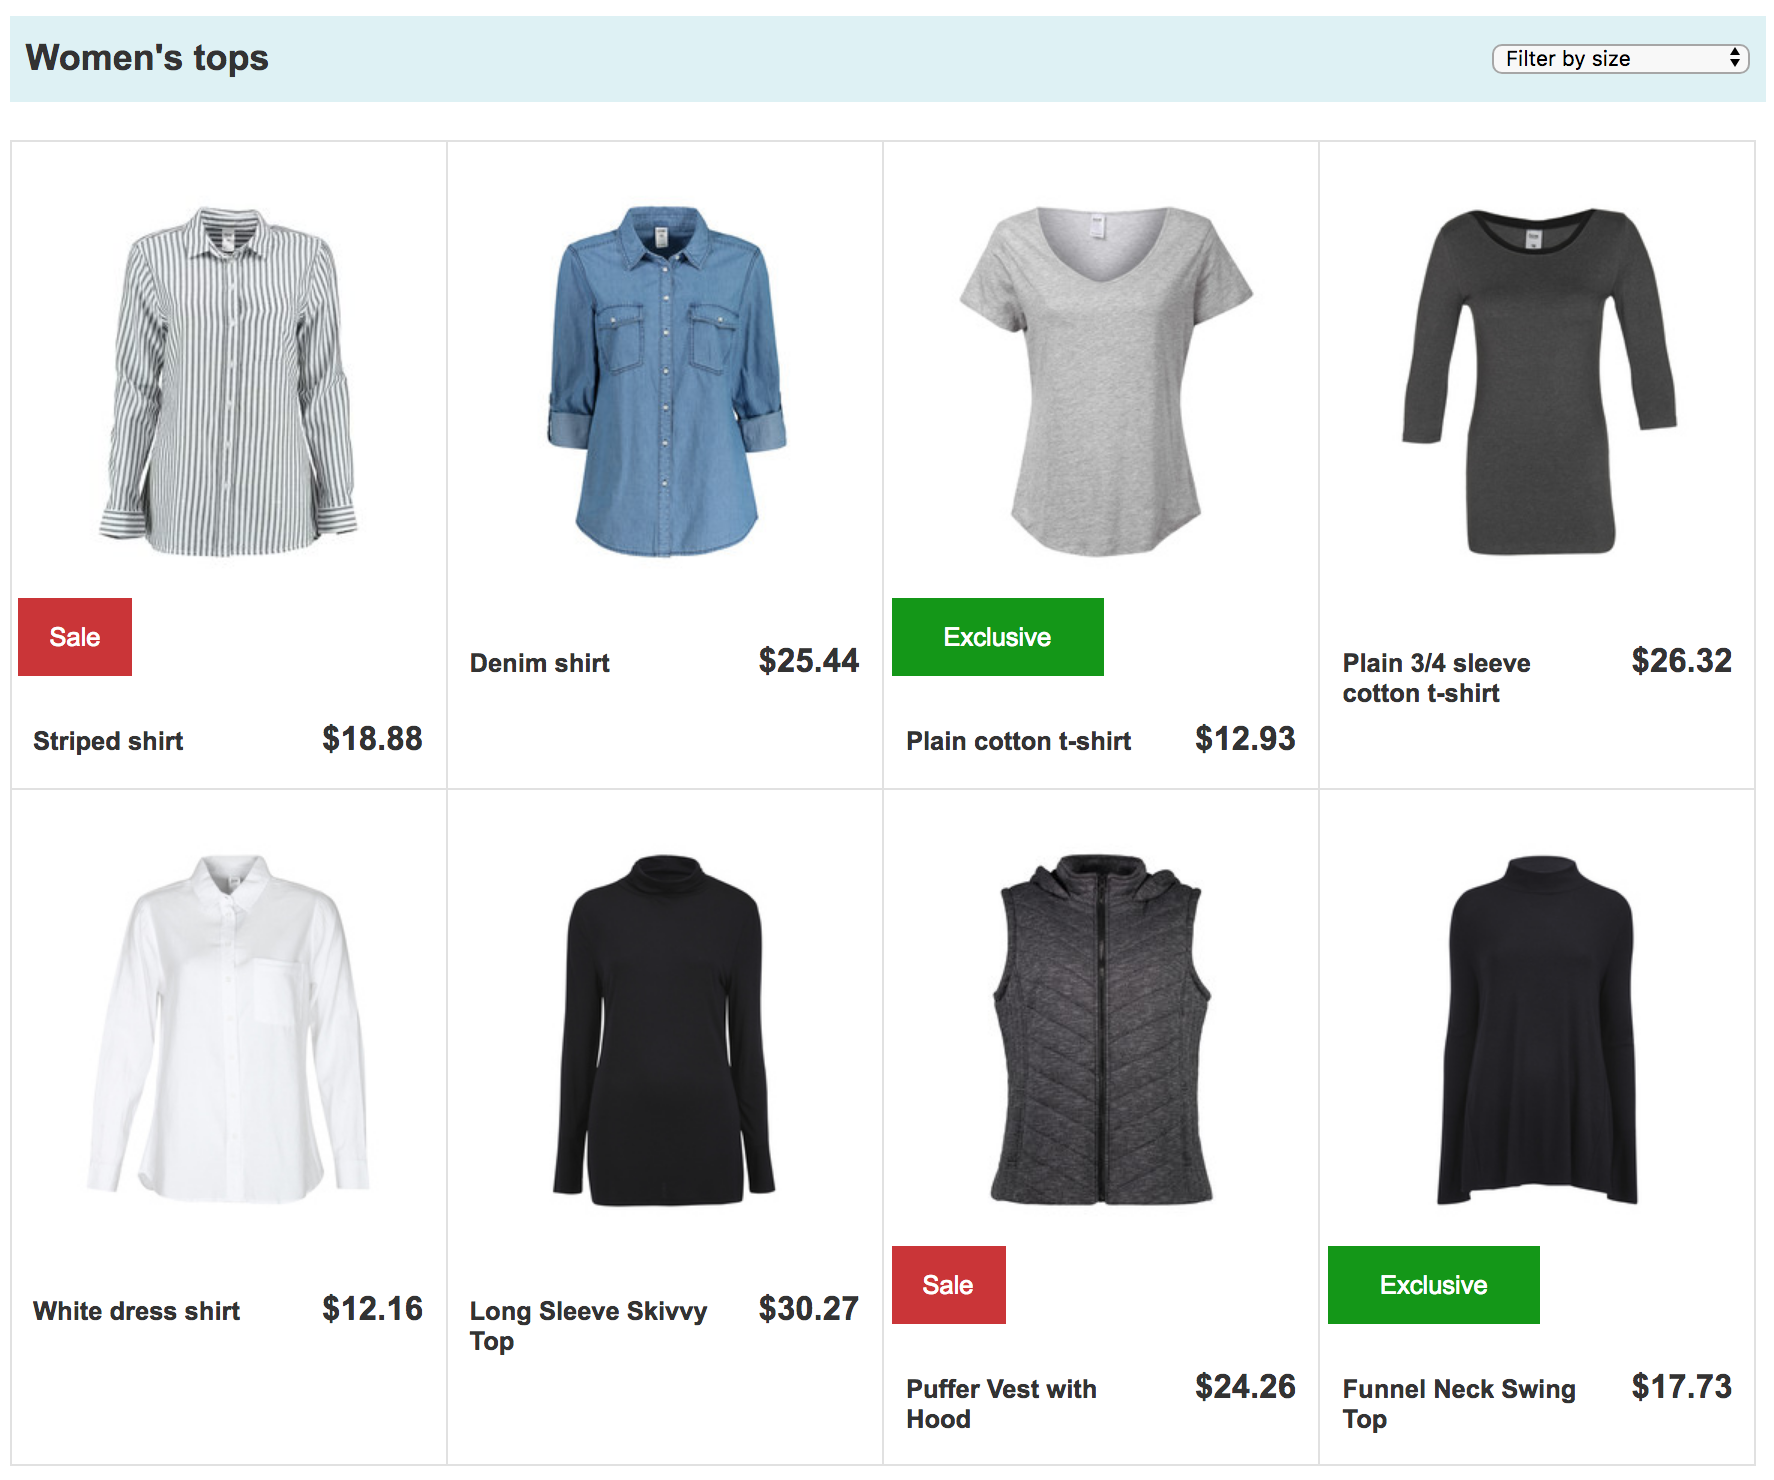 Women's tops
Filter by size
Sale
Striped shirt $18.88
Denim shirt $25.44
Exclusive
Plain cotton t-shirt $12.93
Plain 3/4 sleeve $26.32
cotton t-shirt
White dress shirt $12.16
Long Sleeve Skivvy $30.27
Top
Sale
Puffer Vest with $24.26
Hood
Exclusive
Funnel Neck Swing $17.73
Top